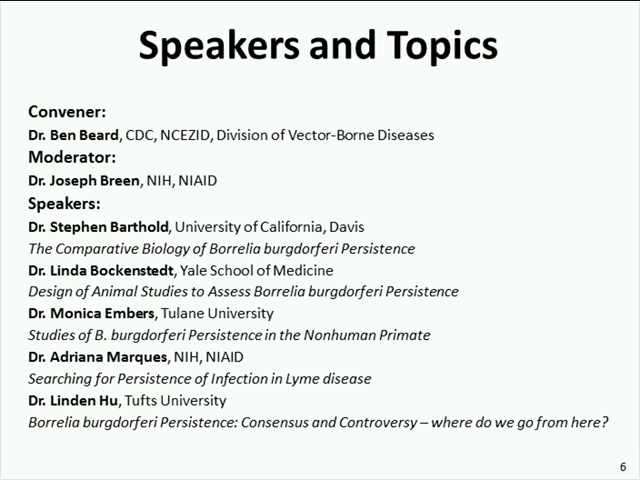 Speakers and Topics
Convener:
Dr. Ben Beard, CDC, NCEZID, Division of Vector-Borne Diseases
Moderator:
Dr. Joseph Breen, NIH, NIAID
Speakers:
Dr. Stephen Barthold, University of California, Davis
The Comparative Biology of Borrelia burgdorferi Persistence
Dr. Linda Bockenstedt, Yale School of Medicine
Design of Animal Studies to Assess Borrelia burgdorferi Persistence
Dr. Monica Embers, Tulane University
Studies of B. burgdorferi Persistence in the Nonhuman Primate
Dr. Adriana Marques, NIH, NIAID
Searching for Persistence of Infection in Lyme disease
Dr. Linden Hu, Tufts University
Borrelia burgdorferi Persistence: Consensus and Controversy – where do we go from here?
6